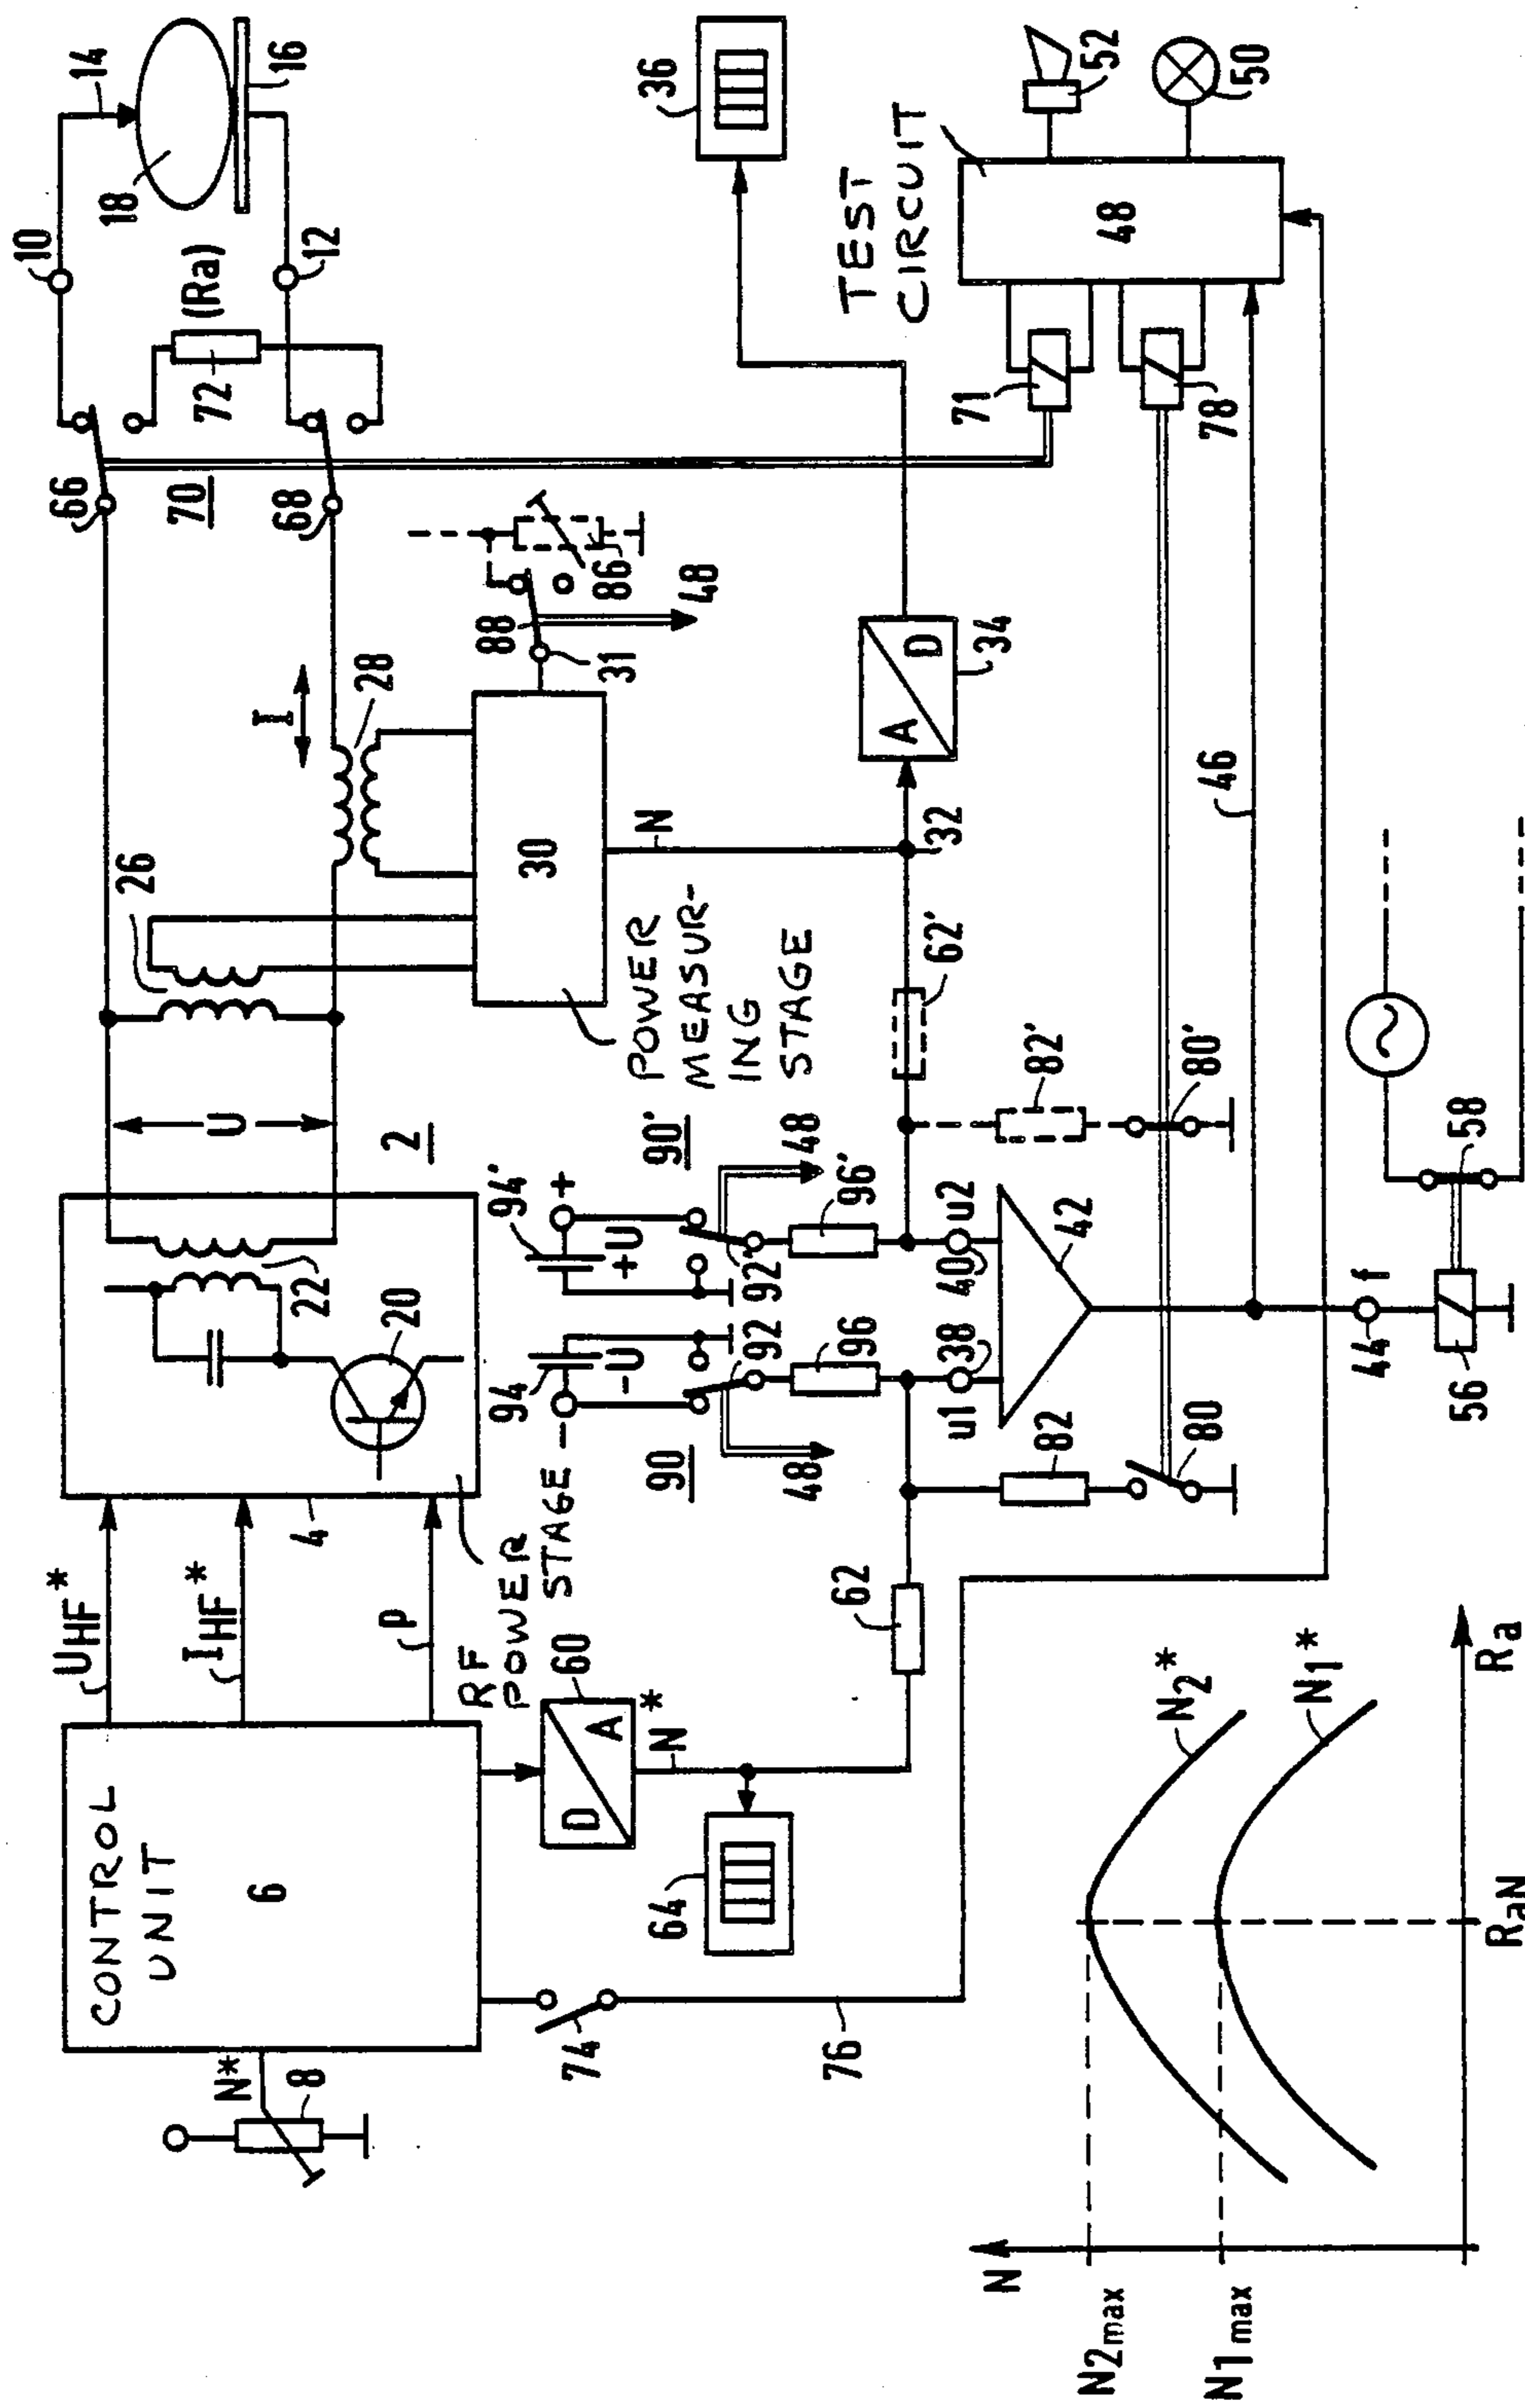 CONTROL
UNIT
6
N*
8
U_HF*
I_HF*
p
4
RF
POWER
STAGE
20
22
2
U
26
I
28
66
70
68
10
12
14
16
18
72
(Ra)
30
POWER
MEASUR-
ING
STAGE
N
31
88
86
48
32
A
D
34
36
TEST
CIRCUIT
48
52
50
71
78
74
76
D
A
60
N*
64
62
94
−
-U
90
92
48
96
94'
+
+U
90'
92'
48
96'
62'
u1
38
40
u2
42
82
80
82'
80'
46
44
f
56
58
N
N2max
N1max
N2*
N1*
RaN
Ra